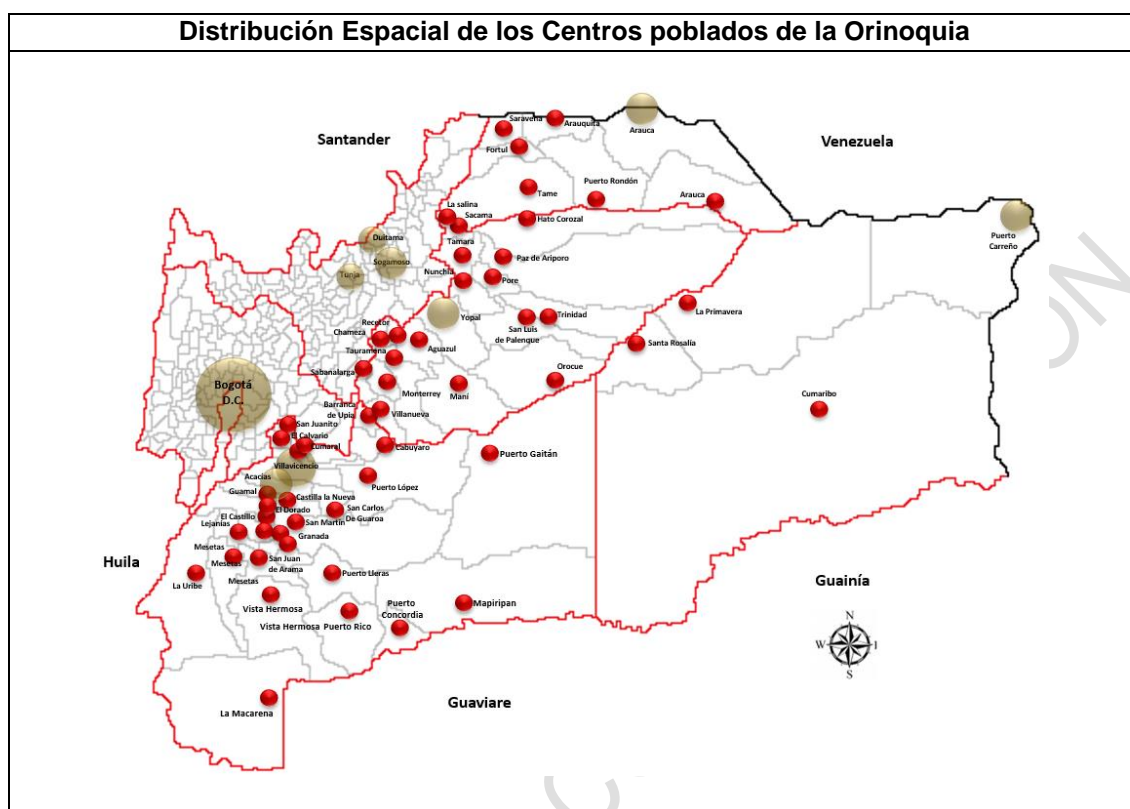 Distribución Espacial de los Centros poblados de la Orinoquia
Santander
Venezuela
Saravena
Arauquita
Arauca
Fortul
Tame
Puerto Rondón
Arauca
La salina
Sacama
Hato Corozal
Puerto
Carreño
Duitama
Sogamoso
Tunja
Tamara
Paz de Ariporo
Nunchia
Pore
Yopal
La Primavera
Recetor
Chameza
Trinidad
San Luis
de Palenque
Aguazul
Tauramena
Santa Rosalía
Sabanalarga
Orocue
Bogotá
D.C.
Monterrey
Maní
Cumaribo
Barranca
de Upia
Villanueva
San Juanito
El Calvario
Cumaral
Cabuyaro
Puerto Gaitán
Villavicencio
Acacias
Puerto López
Guamal
Castilla la Nueva
El Dorado
San Carlos
De Guaroa
El Castillo
San Martin
Lejanías
Granada
Huila
Mesetas
Mesetas
San Juan
de Arama
La Uribe
Mesetas
Puerto Lleras
Guainía
Vista Hermosa
Puerto
Concordia
Mapiripan
Vista Hermosa
Puerto Rico
N
W
I
S
La Macarena
Guaviare